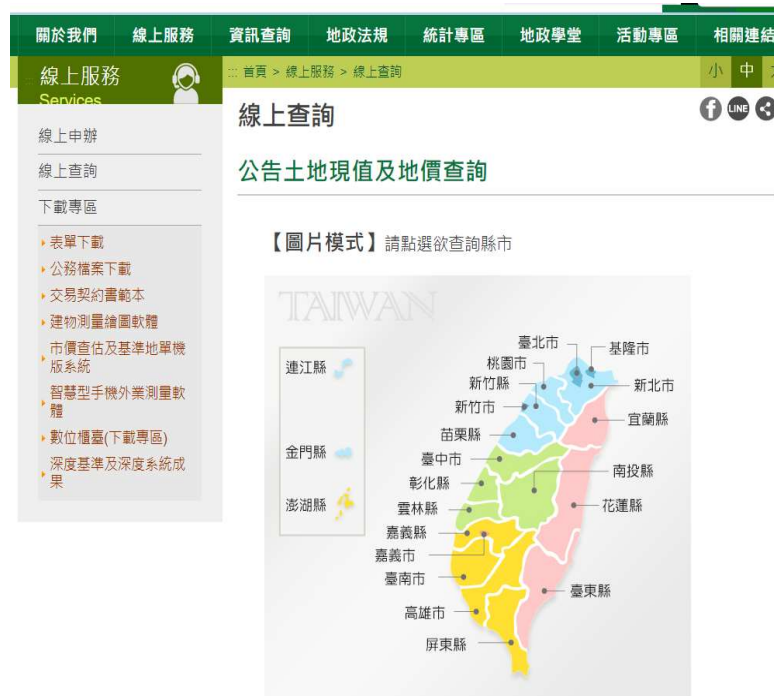 關於我們 線上服務 資訊查詢 地政法規 統計專區 地政學堂 活動專區 相關連結
線上服務
Services
::: 首頁 > 線上服務 > 線上查詢
小 中
線上申辦
線上查詢
下載專區
表單下載
公務檔案下載
交易契約書範本
建物測量繪圖軟體
市價查估及基準地單機
版系統
智慧型手機外業測量軟
體
數位櫃臺(下載專區)
深度基準及深度系統成
果
線上查詢
f LINE
公告土地現值及地價查詢
【圖片模式】請點選欲查詢縣市
TAIWAN
連江縣
金門縣
澎湖縣
臺北市
基隆市
桃園市
新竹縣
新北市
新竹市
宜蘭縣
苗栗縣
臺中市
南投縣
彰化縣
雲林縣
花蓮縣
嘉義縣
嘉義市
臺南市
臺東縣
高雄市
屏東縣